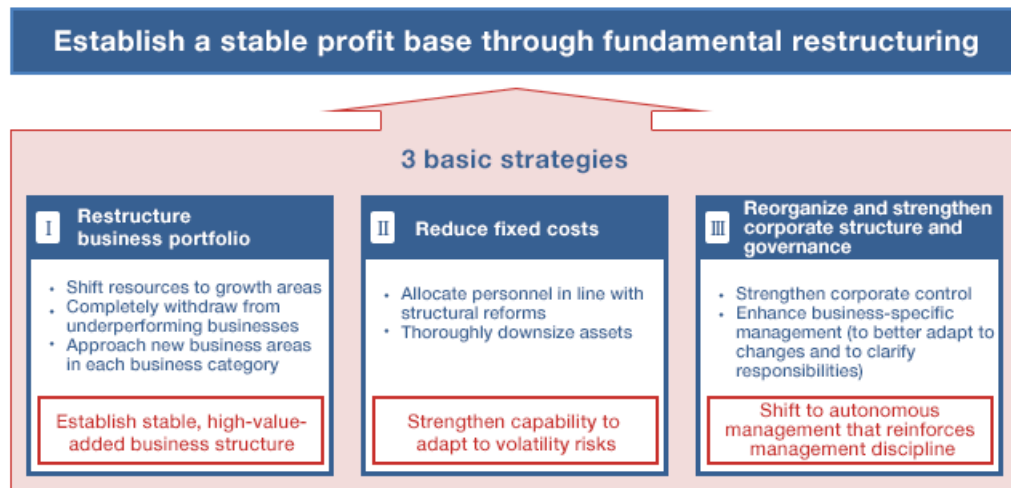 Establish a stable profit base through fundamental restructuring
3 basic strategies
I
Restructure
business portfolio
• Shift resources to growth areas
• Completely withdraw from
underperforming businesses
• Approach new business areas
in each business category
Establish stable, high-value-
added business structure
II
Reduce fixed costs
• Allocate personnel in line with
structural reforms
• Thoroughly downsize assets
Strengthen capability to
adapt to volatility risks
III
Reorganize and strengthen
corporate structure and
governance
• Strengthen corporate control
• Enhance business-specific
management (to better adapt to
changes and to clarify
responsibilities)
Shift to autonomous
management that reinforces
management discipline